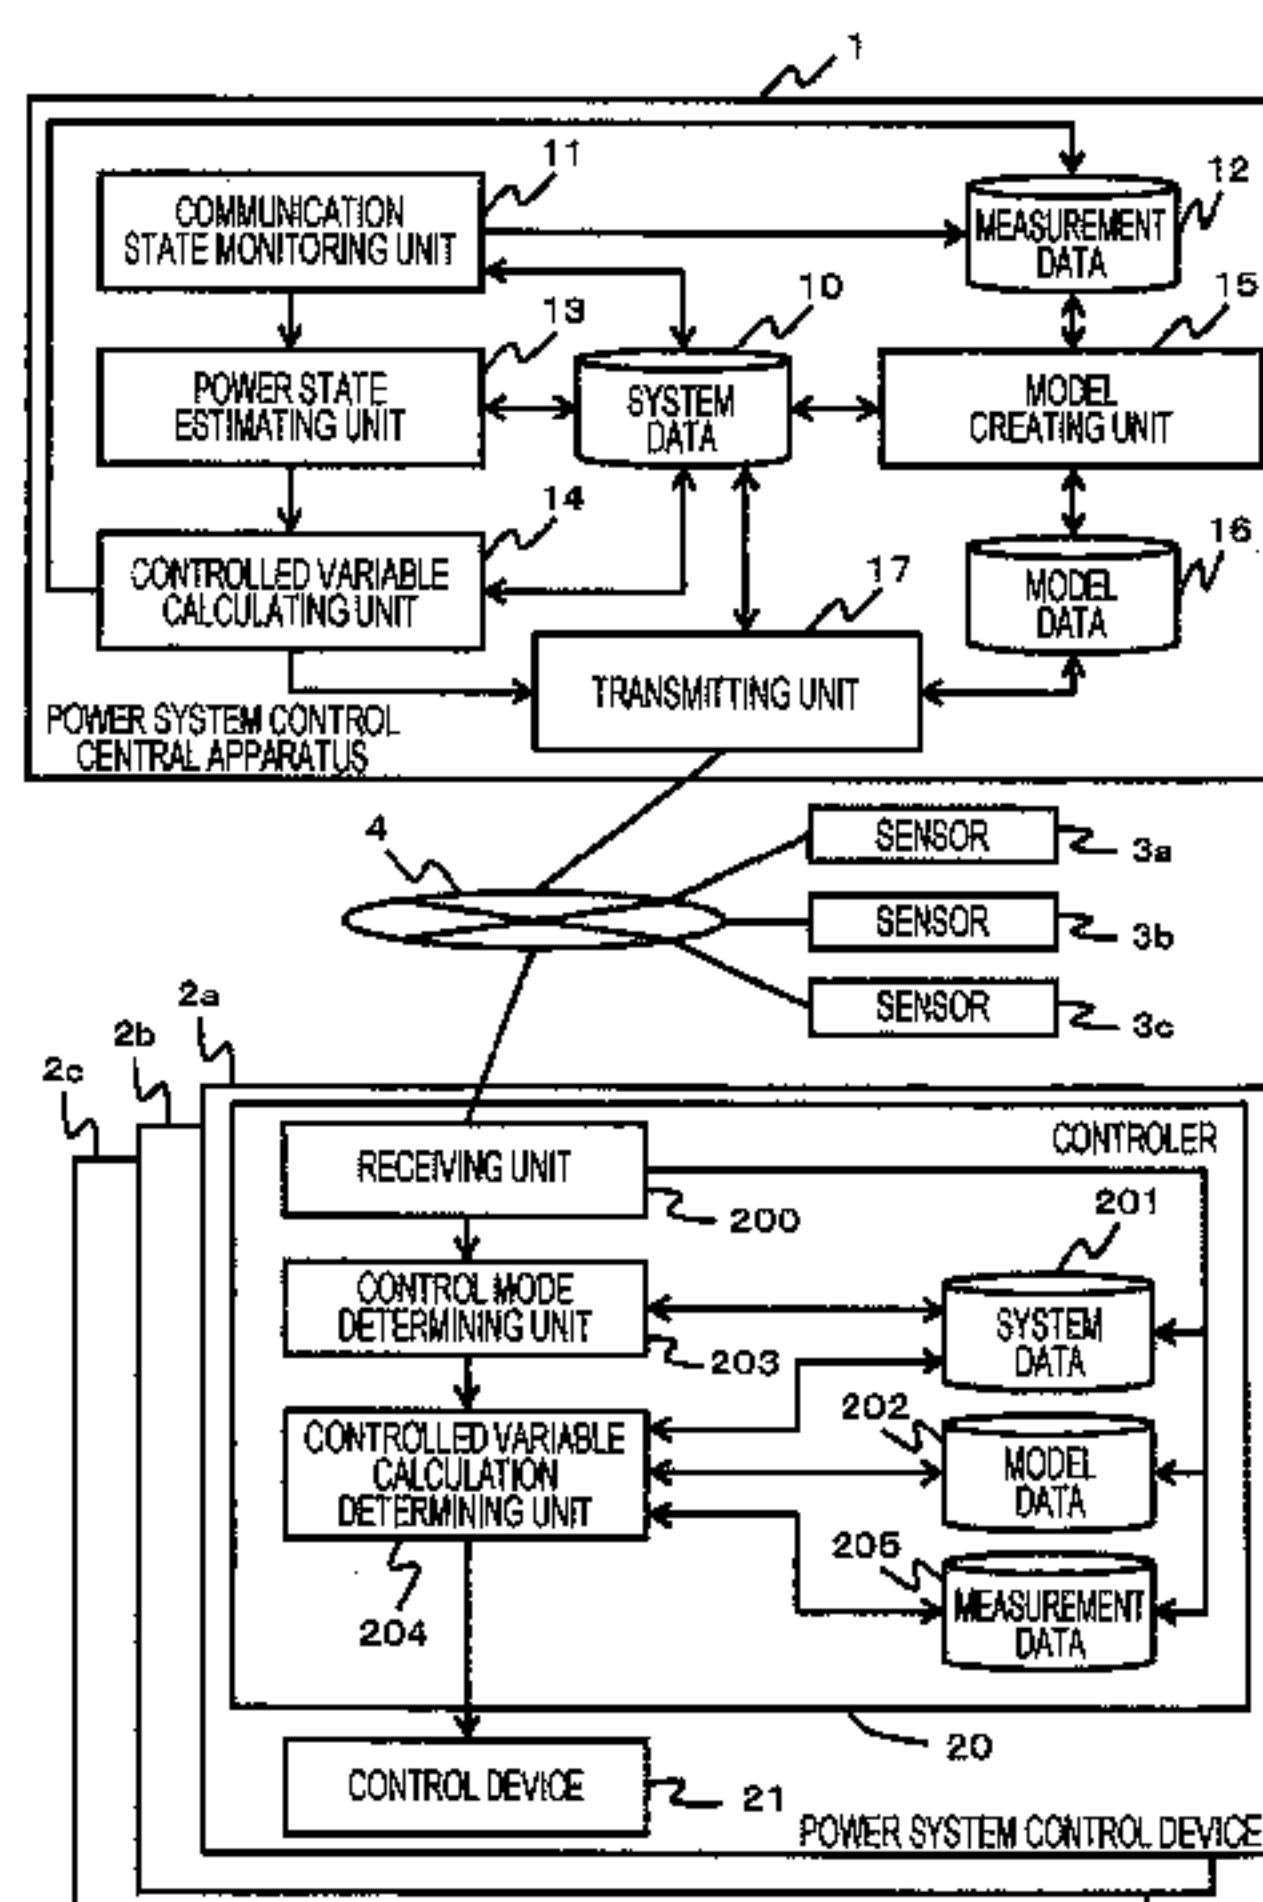 1
11
COMMUNICATION
STATE MONITORING UNIT
12
MEASUREMENT
DATA
13
POWER STATE
ESTIMATING UNIT
10
SYSTEM
DATA
15
MODEL
CREATING UNIT
14
CONTROLLED VARIABLE
CALCULATING UNIT
16
MODEL
DATA
17
TRANSMITTING UNIT
POWER SYSTEM CONTROL
CENTRAL APPARATUS
4
SENSOR
3a
SENSOR
3b
SENSOR
3c
2a
2b
2c
CONTROLER
RECEIVING UNIT
200
201
CONTROL MODE
DETERMINING UNIT
203
SYSTEM
DATA
202
CONTROLLED VARIABLE
CALCULATION
DETERMINING UNIT
204
MODEL
DATA
205
MEASUREMENT
DATA
20
CONTROL DEVICE
21
POWER SYSTEM CONTROL DEVICE